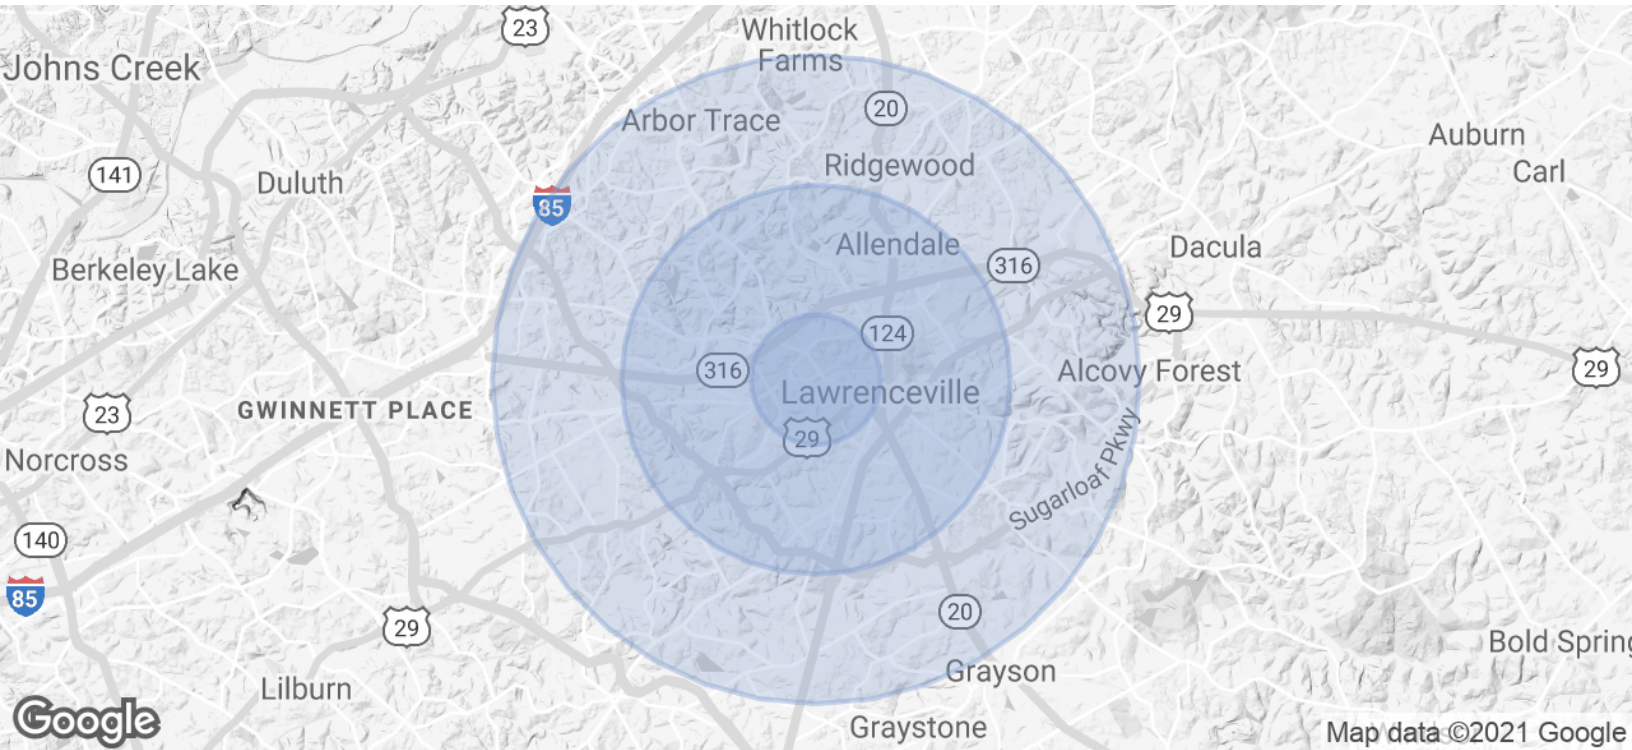 23
Whitlock
Farms
Johns Creek
20
Arbor Trace
Auburn
Ridgewood
Carl
141
Duluth
85
Allendale
Dacula
316
Berkeley Lake
29
124
29
316
Alcovy Forest
Lawrenceville
23
GWINNETT PLACE
29
Norcross
Sugarloaf Pkwy
140
85
20
29
Bold Spring
Grayson
Lilburn
Google
Graystone
Map data ©2021 Google